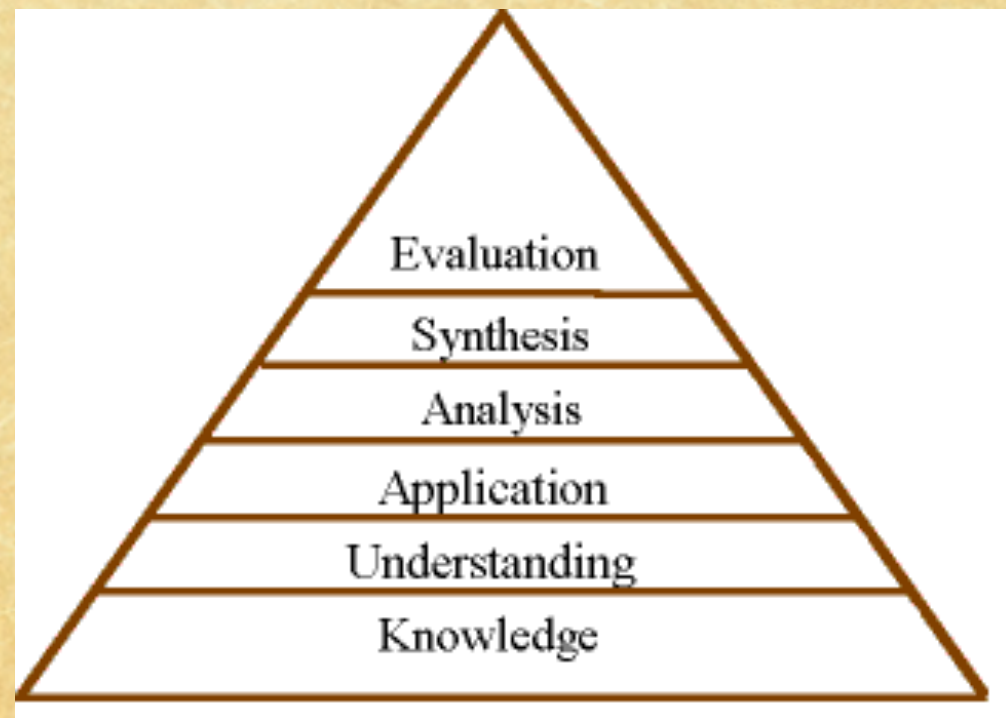 Evaluation
Synthesis
Analysis
Application
Understanding
Knowledge